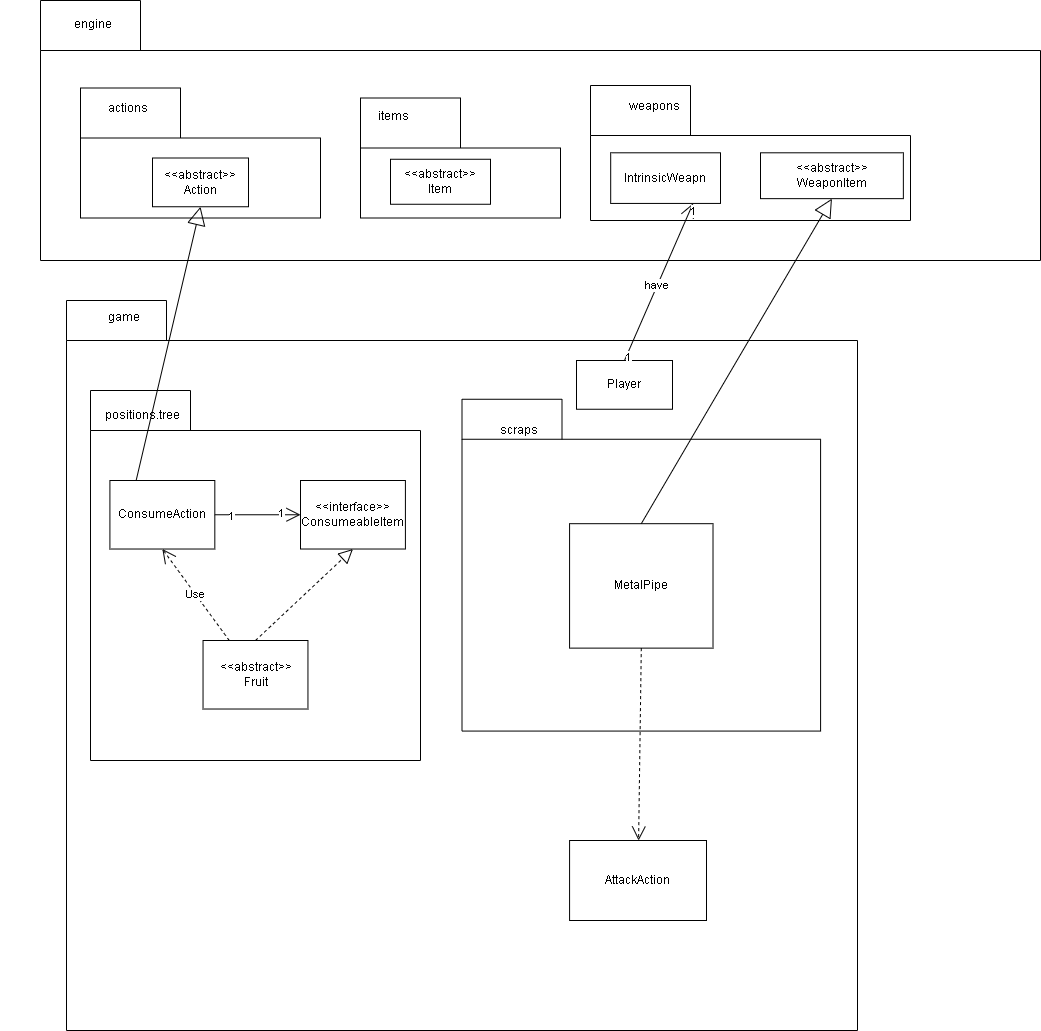 engine
actions
items
weapons
<<abstract>>
Action
<<abstract>>
Item
IntrinsicWeapn
<<abstract>>
WeaponItem
1
have
game
1
Player
positions.tree
scraps
ConsumeAction
1
1
<<interface>>
ConsumeableItem
MetalPipe
Use
<<abstract>>
Fruit
AttackAction